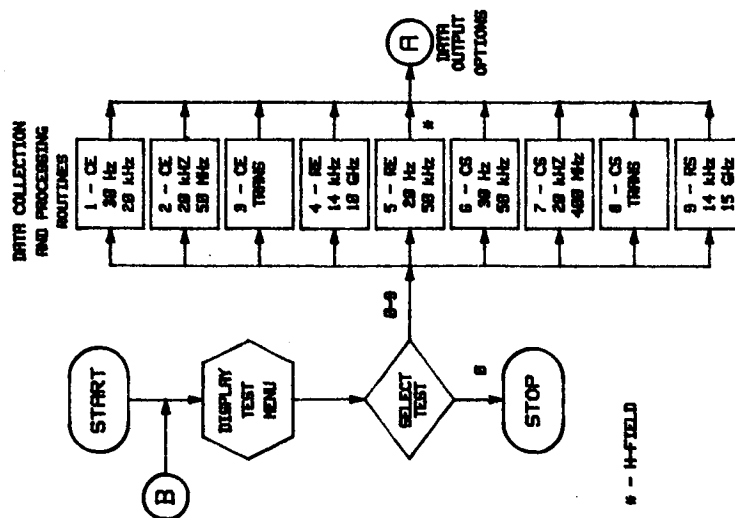 START
B
DISPLAY
TEST
MENU
SELECT
TEST
0-9
0
STOP
DATA COLLECTION
AND PROCESSING
ROUTINES
1 - CE
30 Hz
20 kHz
2 - CE
20 kHZ
50 MHz
3 - CE
TRANS
4 - RE
14 kHz
10 GHz
5 - RE
20 Hz
50 kHz
*
6 - CS
30 Hz
50 kHz
7 - CS
20 kHZ
400 MHz
8 - CS
TRANS
9 - RS
14 kHz
15 GHz
A
DATA
OUTPUT
OPTIONS
* - H-FIELD